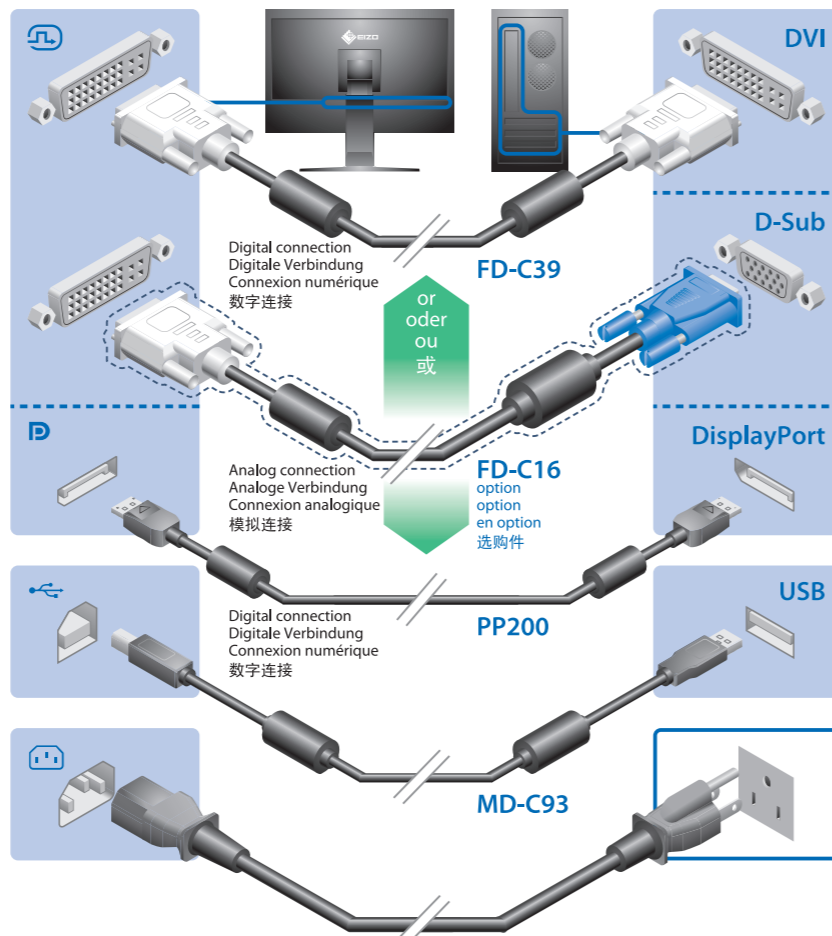 EIZO
DVI
D-Sub
Digital connection
Digitale Verbindung
Connexion numérique
数字连接
FD-C39
or
oder
ou
或
DisplayPort
Analog connection
Analoge Verbindung
Connexion analogique
模拟连接
FD-C16
option
option
en option
选购件
USB
Digital connection
Digitale Verbindung
Connexion numérique
数字连接
PP200
MD-C93